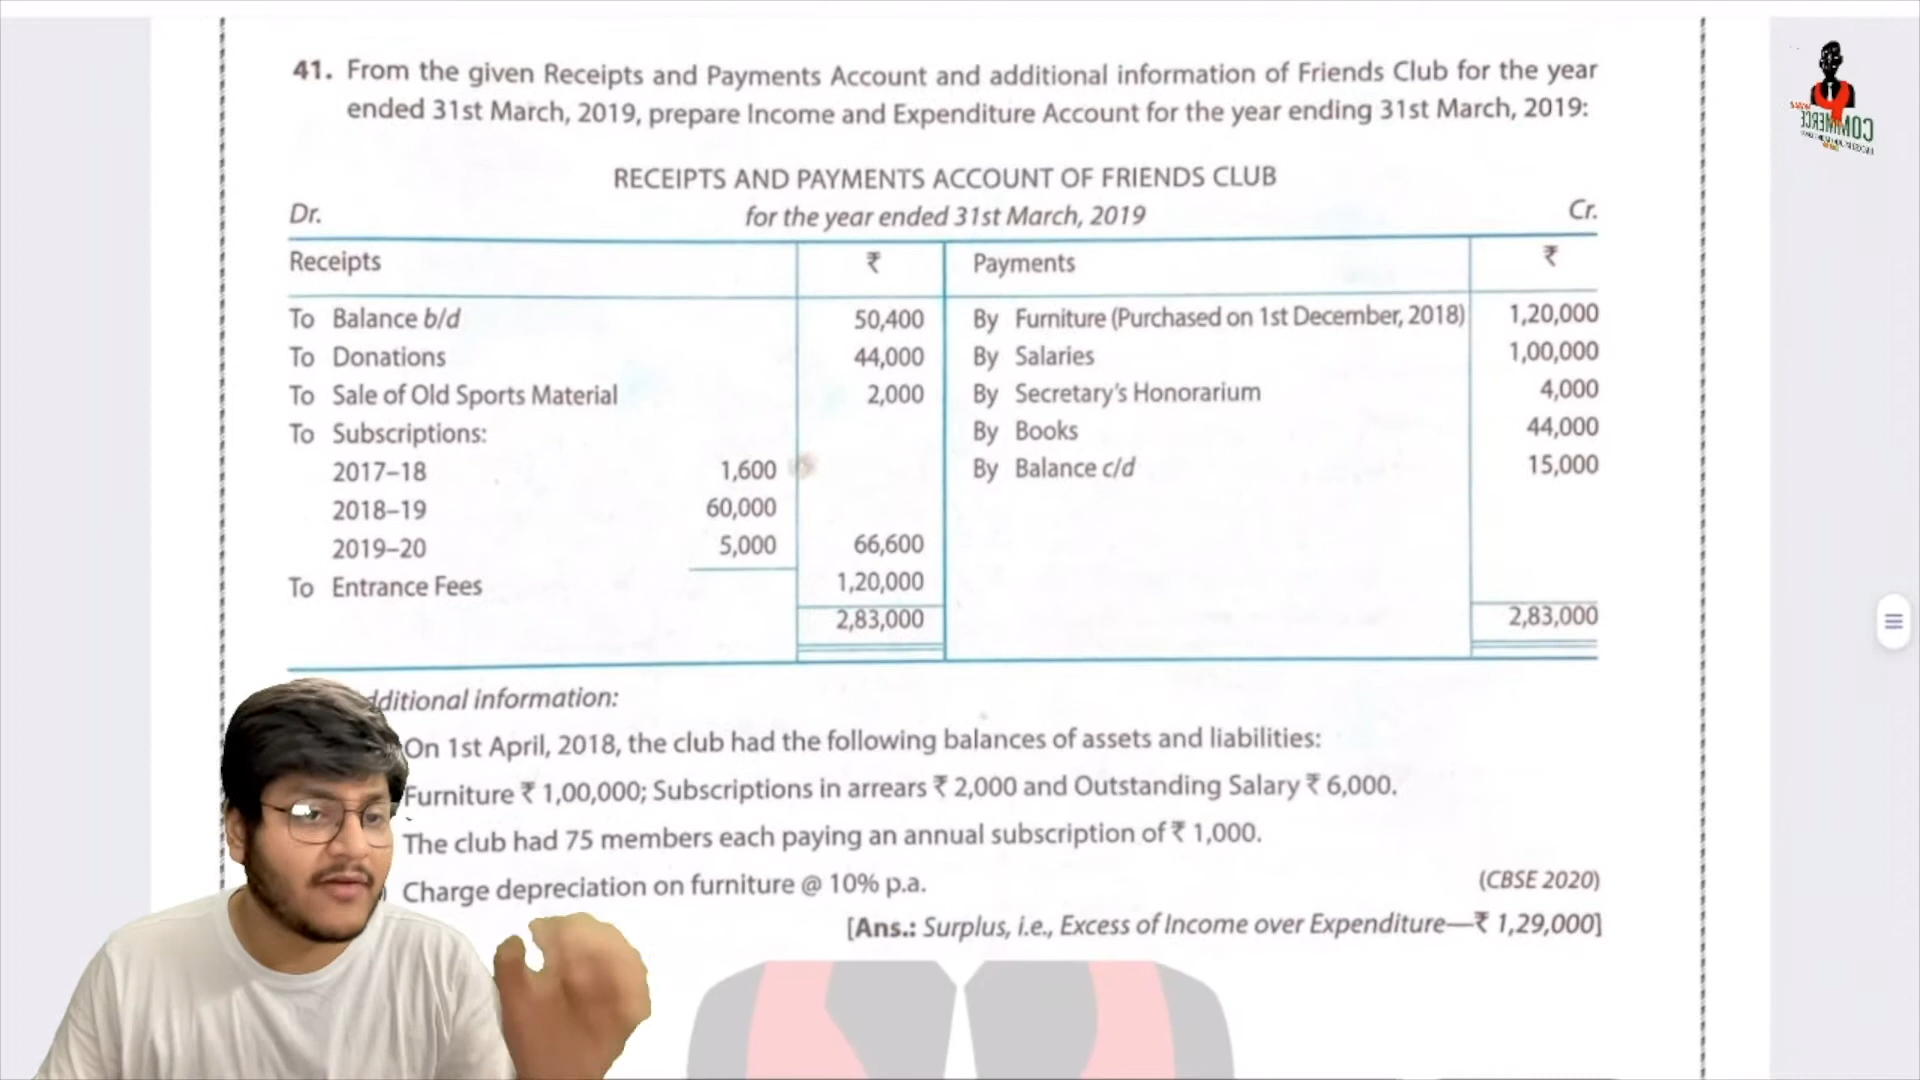 41. From the given Receipts and Payments Account and additional information of Friends Club for the year
ended 31st March, 2019, prepare Income and Expenditure Account for the year ending 31st March, 2019:
RECEIPTS AND PAYMENTS ACCOUNT OF FRIENDS CLUB
Dr. for the year ended 31st March, 2019 Cr.
Receipts ₹ Payments ₹
To Balance b/d 50,400 By Furniture (Purchased on 1st December, 2018) 1,20,000
To Donations 44,000 By Salaries 1,00,000
To Sale of Old Sports Material 2,000 By Secretary's Honorarium 4,000
To Subscriptions: By Books 44,000
2017–18 1,600 By Balance c/d 15,000
2018–19 60,000
2019–20 5,000 66,600
To Entrance Fees 1,20,000
2,83,000 2,83,000
dditional information:
On 1st April, 2018, the club had the following balances of assets and liabilities:
Furniture ₹ 1,00,000; Subscriptions in arrears ₹ 2,000 and Outstanding Salary ₹ 6,000.
The club had 75 members each paying an annual subscription of ₹ 1,000.
) Charge depreciation on furniture @ 10% p.a. (CBSE 2020)
[Ans.: Surplus, i.e., Excess of Income over Expenditure—₹ 1,29,000]
COMMERCE